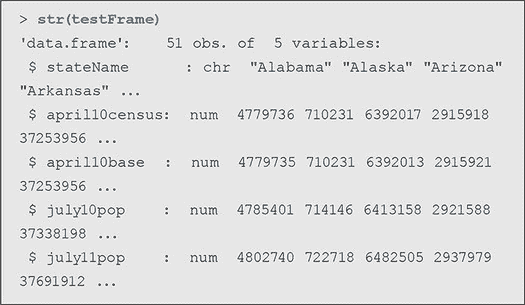 > str(testFrame)
'data.frame': 51 obs. of 5 variables:
$ stateName : chr "Alabama" "Alaska" "Arizona"
"Arkansas" ...
$ april10census: num 4779736 710231 6392017 2915918
37253956 ...
$ april10base : num 4779735 710231 6392013 2915921
37253956 ...
$ july10pop : num 4785401 714146 6413158 2921588
37338198 ...
$ july11pop : num 4802740 722718 6482505 2937979
37691912 ...